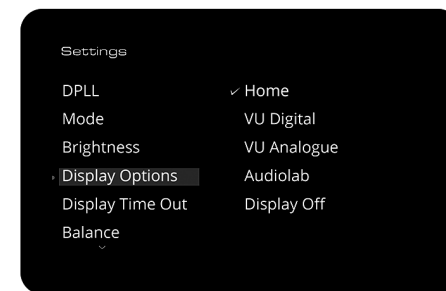 Settings
DPLL
Home
Mode
VU Digital
Brightness
VU Analogue
Display Options
Audiolab
Display Time Out
Display Off
Balance